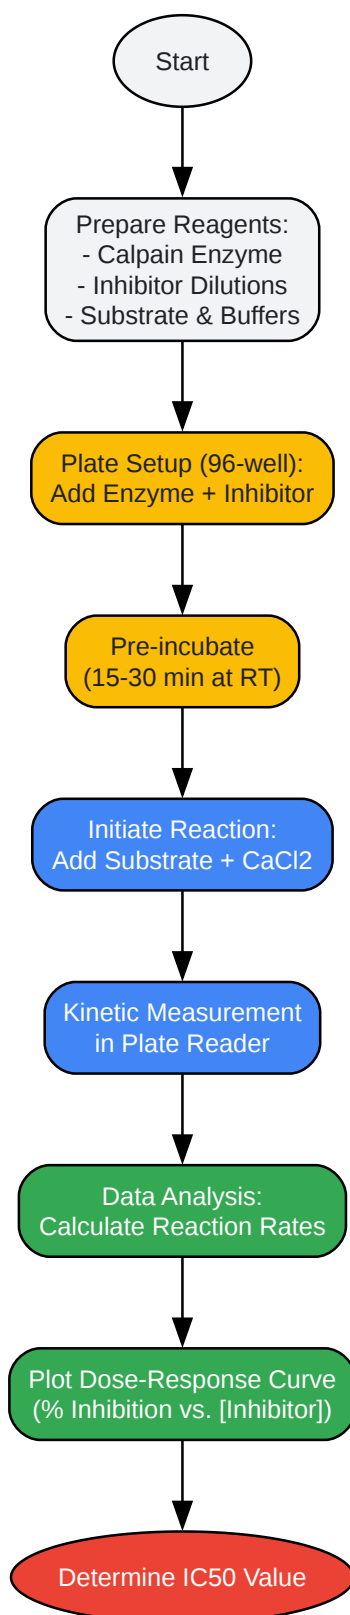 Start
Prepare Reagents:
- Calpain Enzyme
- Inhibitor Dilutions
- Substrate & Buffers
Plate Setup (96-well):
Add Enzyme + Inhibitor
Pre-incubate
(15-30 min at RT)
Initiate Reaction:
Add Substrate + CaCl2
Kinetic Measurement
in Plate Reader
Data Analysis:
Calculate Reaction Rates
Plot Dose-Response Curve
(% Inhibition vs. [Inhibitor])
Determine IC50 Value